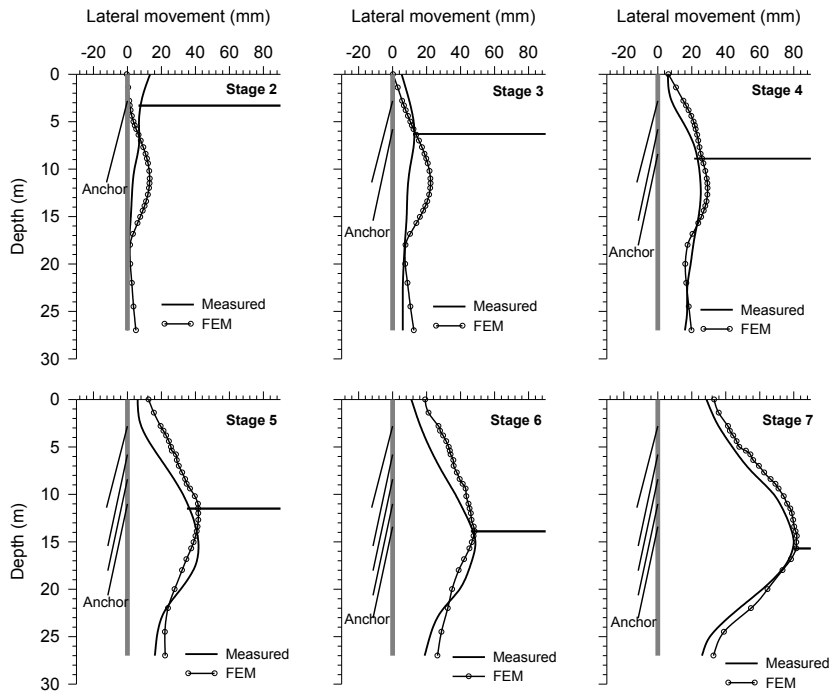 Lateral movement (mm) Lateral movement (mm) Lateral movement (mm)
-20 0 20 40 60 80 -20 0 20 40 60 80 -20 0 20 40 60 80
Depth (m)
0
5
10
15
20
25
30
Stage 2
Anchor
Measured
FEM
Stage 3
Anchor
Measured
FEM
Stage 4
Anchor
Measured
FEM
Depth (m)
0
5
10
15
20
25
30
Stage 5
Anchor
Measured
FEM
Stage 6
Anchor
Measured
FEM
Stage 7
Anchor
Measured
FEM